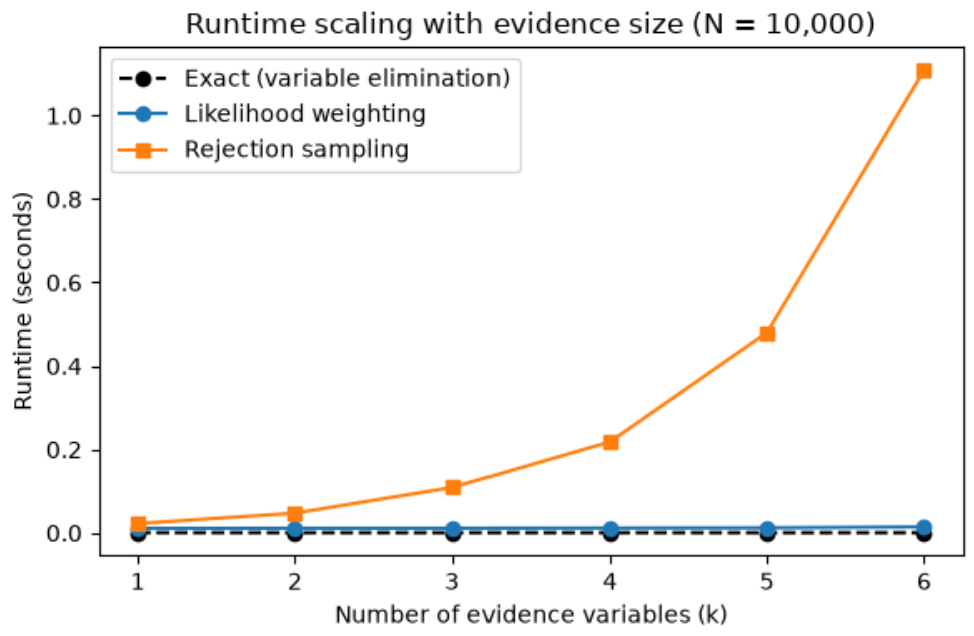 Runtime scaling with evidence size (N = 10,000)
Exact (variable elimination)
Likelihood weighting
Rejection sampling
Runtime (seconds)
1.0
0.8
0.6
0.4
0.2
0.0
1 2 3 4 5 6
Number of evidence variables (k)